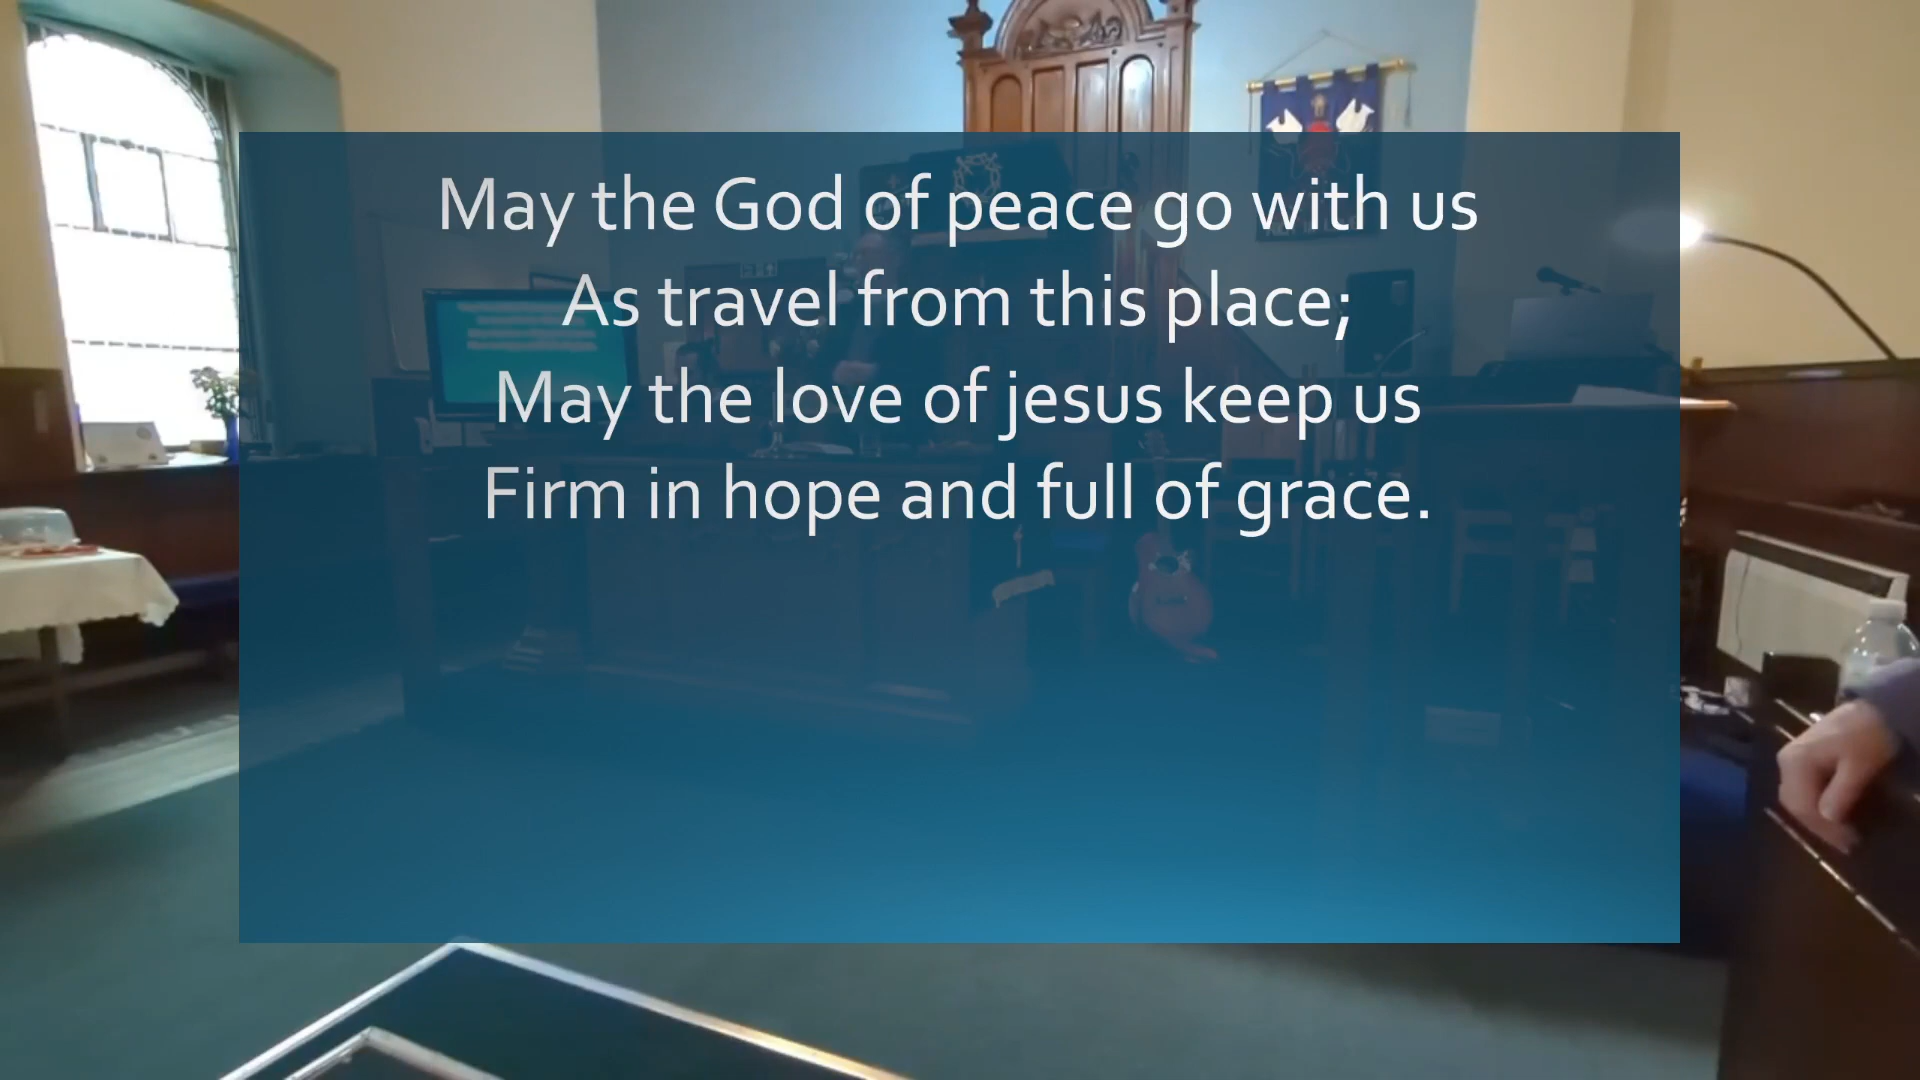 May the God of peace go with us
As travel from this place;
May the love of jesus keep us
Firm in hope and full of grace.